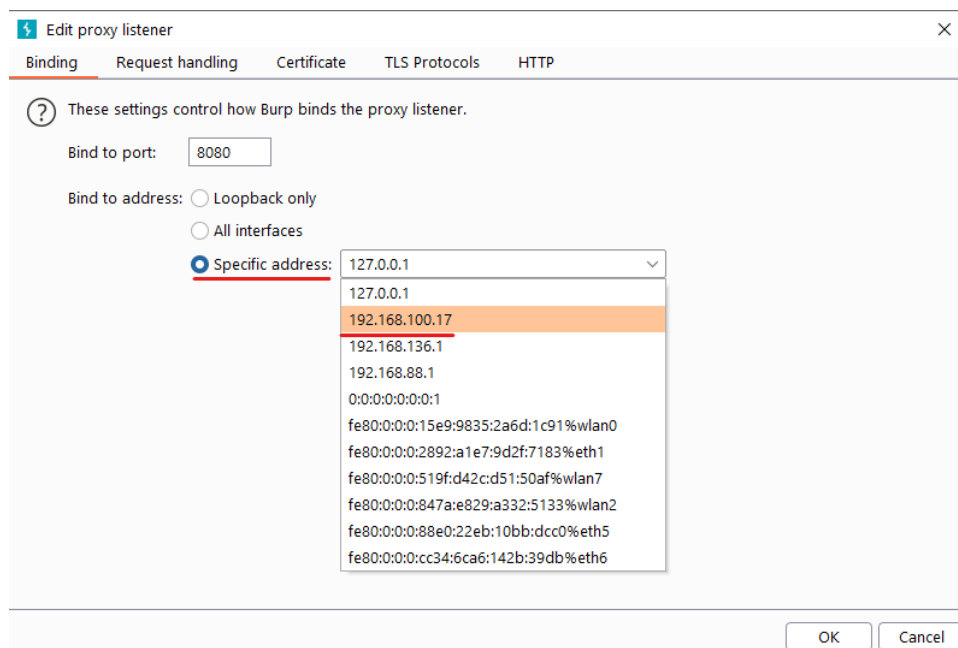 Edit proxy listener
Binding Request handling Certificate TLS Protocols HTTP
These settings control how Burp binds the proxy listener.
Bind to port: 8080
Bind to address: Loopback only
All interfaces
Specific address: 127.0.0.1
127.0.0.1
192.168.100.17
192.168.136.1
192.168.88.1
0:0:0:0:0:0:0:1
fe80:0:0:0:15e9:9835:2a6d:1c91%wlan0
fe80:0:0:0:2892:a1e7:9d2f:7183%eth1
fe80:0:0:0:519f:d42c:d51:50af%wlan7
fe80:0:0:0:847a:e829:a332:5133%wlan2
fe80:0:0:0:88e0:22eb:10bb:dcc0%eth5
fe80:0:0:0:cc34:6ca6:142b:39db%eth6
OK Cancel